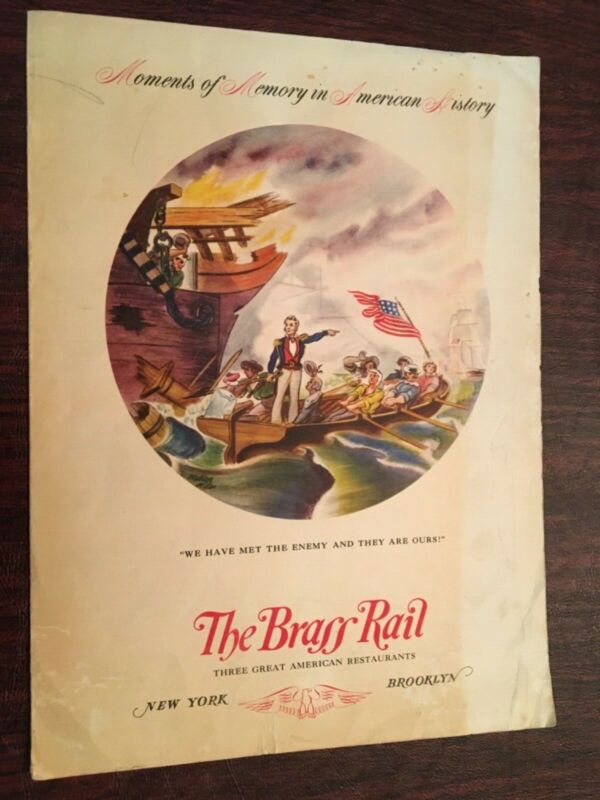 Moments of Memory in American History
"WE HAVE MET THE ENEMY AND THEY ARE OURS!"
The Brass Rail
THREE GREAT AMERICAN RESTAURANTS
NEW YORK
BROOKLYN